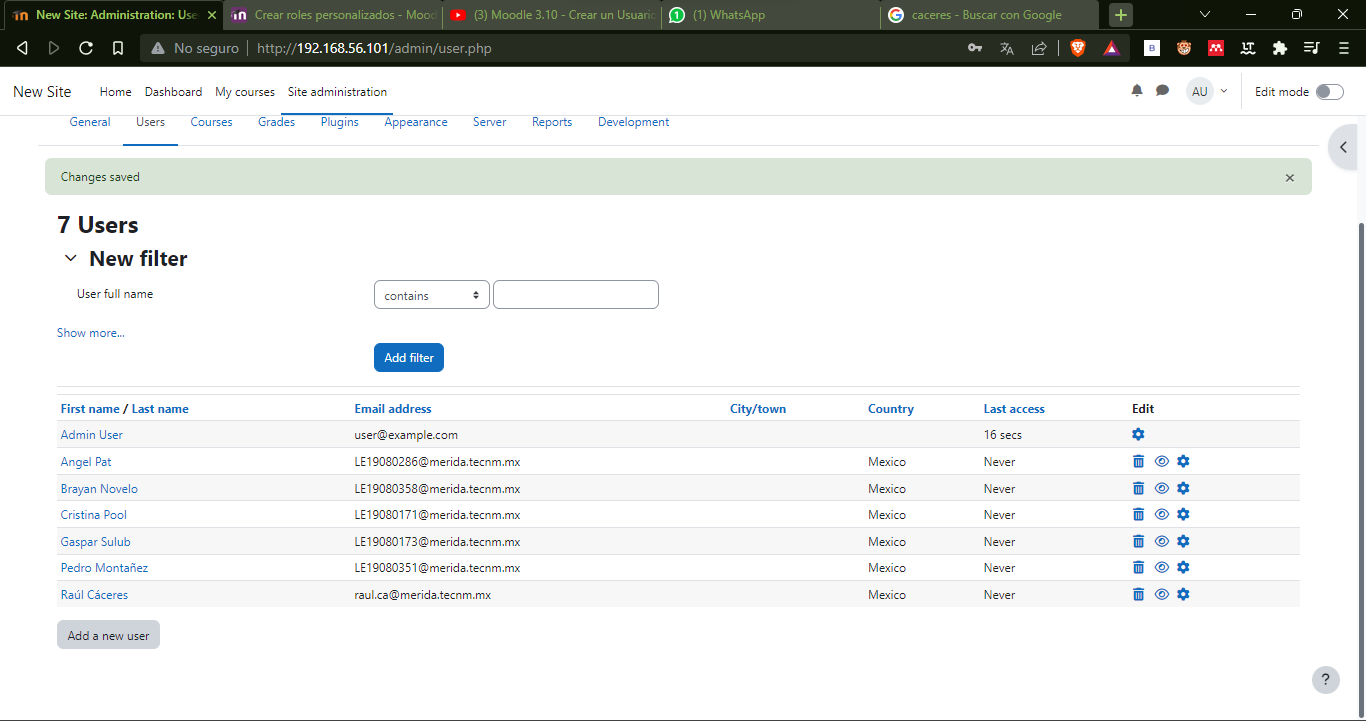 New Site: Administration: Use
Crear roles personalizados - Mood
(3) Moodle 3.10 - Crear un Usuario
(1) WhatsApp
caceres - Buscar con Google
No seguro
http://192.168.56.101/admin/user.php
New Site
Home
Dashboard
My courses
Site administration
AU
Edit mode
General
Users
Courses
Grades
Plugins
Appearance
Server
Reports
Development
Changes saved
7 Users
New filter
User full name
contains
Show more...
Add filter
First name / Last name Email address City/town Country Last access Edit
Admin User user@example.com 16 secs
Angel Pat LE19080286@merida.tecnm.mx Mexico Never
Brayan Novelo LE19080358@merida.tecnm.mx Mexico Never
Cristina Pool LE19080171@merida.tecnm.mx Mexico Never
Gaspar Sulub LE19080173@merida.tecnm.mx Mexico Never
Pedro Montañez LE19080351@merida.tecnm.mx Mexico Never
Raúl Cáceres raul.ca@merida.tecnm.mx Mexico Never
Add a new user
?